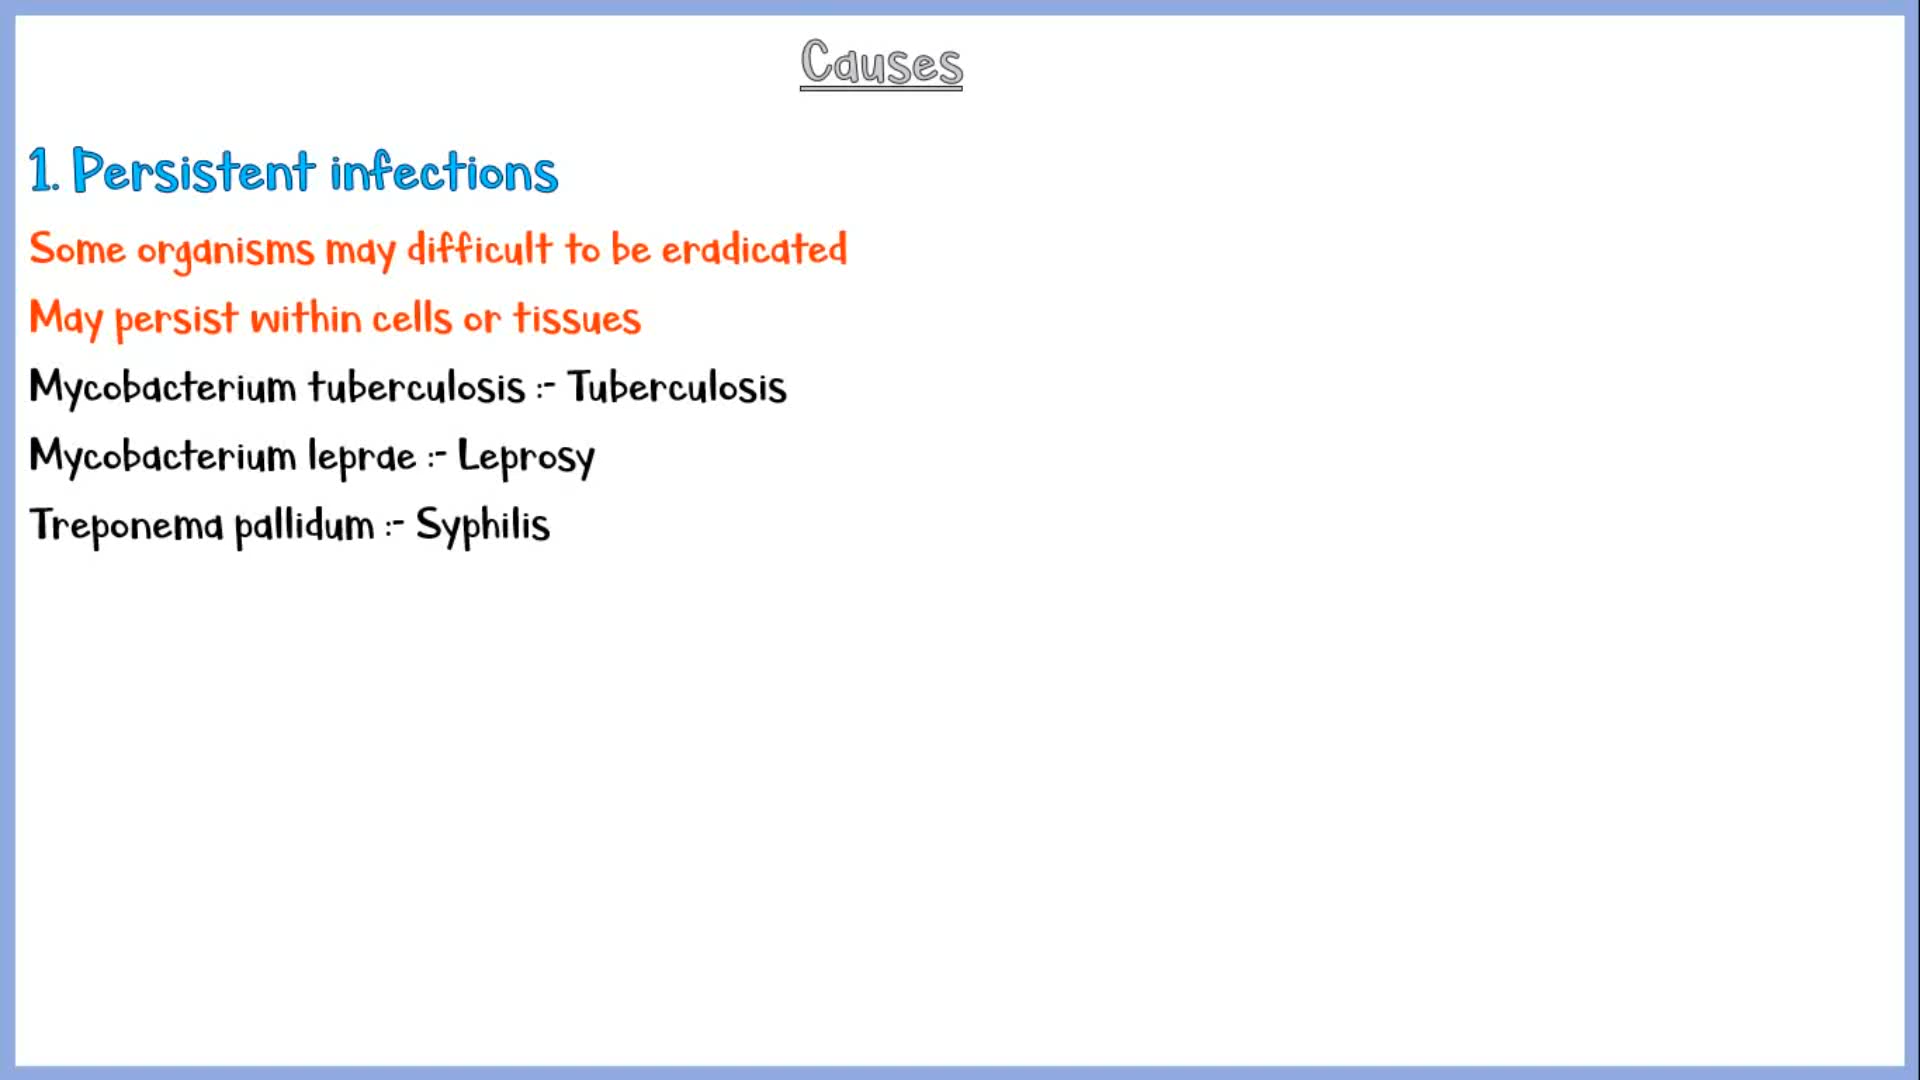 Causes
1. Persistent infections
Some organisms may difficult to be eradicated
May persist within cells or tissues
Mycobacterium tuberculosis :- Tuberculosis
Mycobacterium leprae :- Leprosy
Treponema pallidum :- Syphilis